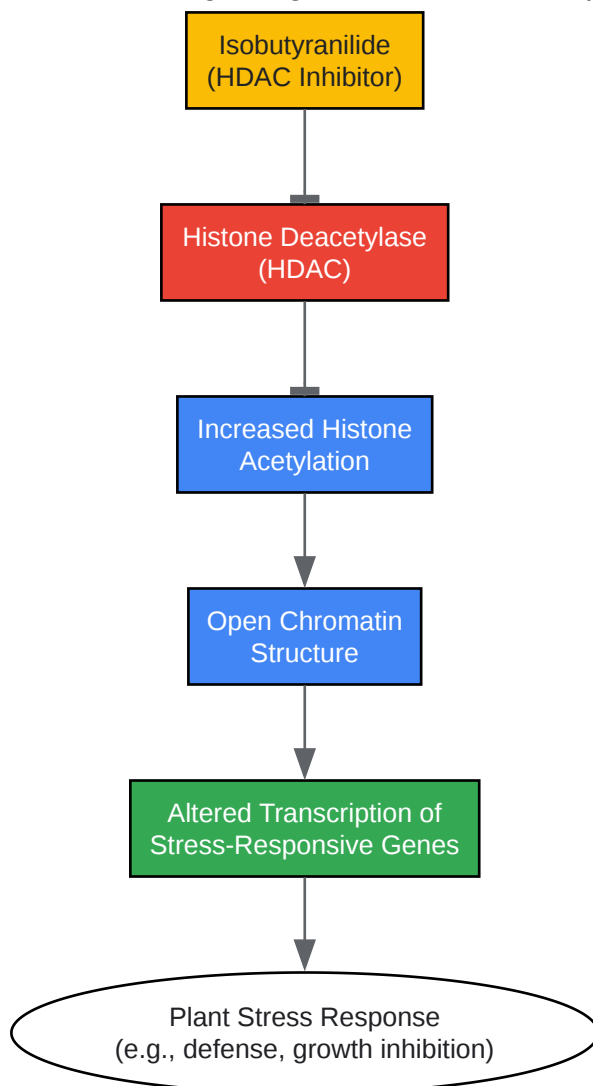 Isobutyranilide
(HDAC Inhibitor)
Histone Deacetylase
(HDAC)
Increased Histone
Acetylation
Open Chromatin
Structure
Altered Transcription of
Stress-Responsive Genes
Plant Stress Response
(e.g., defense, growth inhibition)